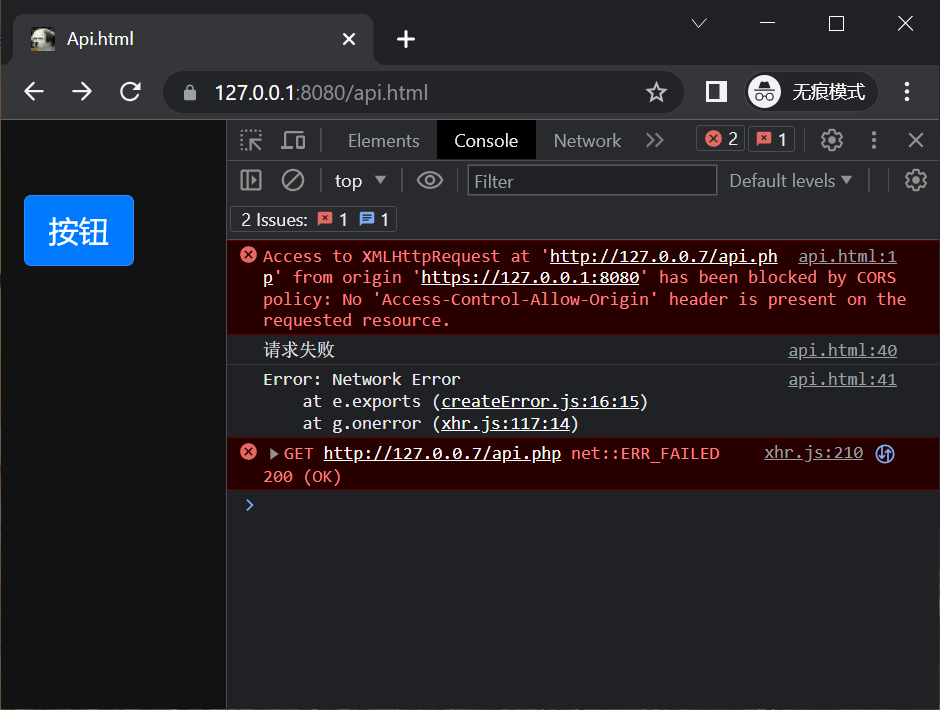 Api.html
127.0.0.1:8080/api.html
无痕模式
Elements Console Network 2 1
top Filter Default levels
2 Issues: 1 1
按钮
Access to XMLHttpRequest at 'http://127.0.0.7/api.ph api.html:1
p' from origin 'https://127.0.0.1:8080' has been blocked by CORS
policy: No 'Access-Control-Allow-Origin' header is present on the
requested resource.
请求失败 api.html:40
Error: Network Error api.html:41
at e.exports (createError.js:16:15)
at g.onerror (xhr.js:117:14)
GET http://127.0.0.7/api.php net::ERR_FAILED xhr.js:210
200 (OK)